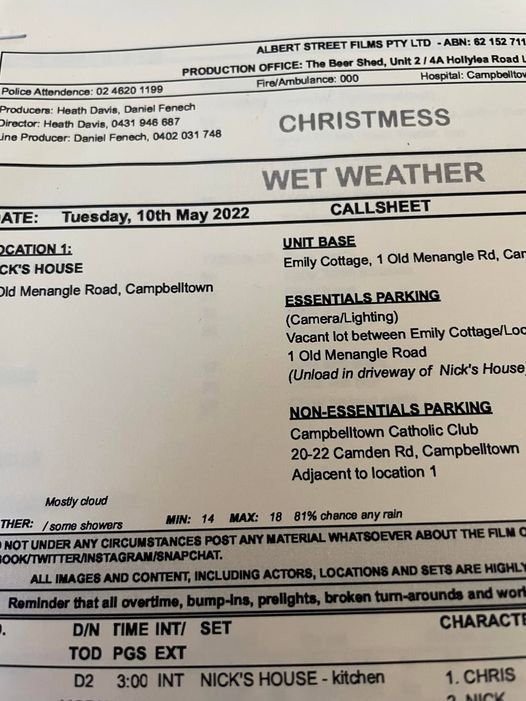 ALBERT STREET FILMS PTY LTD - ABN: 62 152 711
PRODUCTION OFFICE: The Beer Shed, Unit 2 / 4A Hollylea Road L
Police Attendence: 02 4620 1199 Fire/Ambulance: 000 Hospital: Campbelltow
Producers: Heath Davis, Daniel Fenech
Director: Heath Davis, 0431 946 687
ine Producer: Daniel Fenech, 0402 031 748
CHRISTMESS
WET WEATHER
ATE: Tuesday, 10th May 2022 CALLSHEET
OCATION 1:
CK'S HOUSE
Old Menangle Road, Campbelltown
UNIT BASE
Emily Cottage, 1 Old Menangle Rd, Cam
ESSENTIALS PARKING
(Camera/Lighting)
Vacant lot between Emily Cottage/Loc
1 Old Menangle Road
(Unload in driveway of Nick's House
NON-ESSENTIALS PARKING
Campbelltown Catholic Club
20-22 Camden Rd, Campbelltown
Adjacent to location 1
Mostly cloud
THER: / some showers MIN: 14 MAX: 18 81% chance any rain
NOT UNDER ANY CIRCUMSTANCES POST ANY MATERIAL WHATSOEVER ABOUT THE FILM O
OOK/TWITTER/INSTAGRAM/SNAPCHAT.
ALL IMAGES AND CONTENT, INCLUDING ACTORS, LOCATIONS AND SETS ARE HIGHLY
Reminder that all overtime, bump-ins, prelights, broken turn-arounds and wor
D/N TIME INT/ SET CHARACTE
TOD PGS EXT
D2 3:00 INT NICK'S HOUSE - kitchen 1. CHRIS
2. NICK